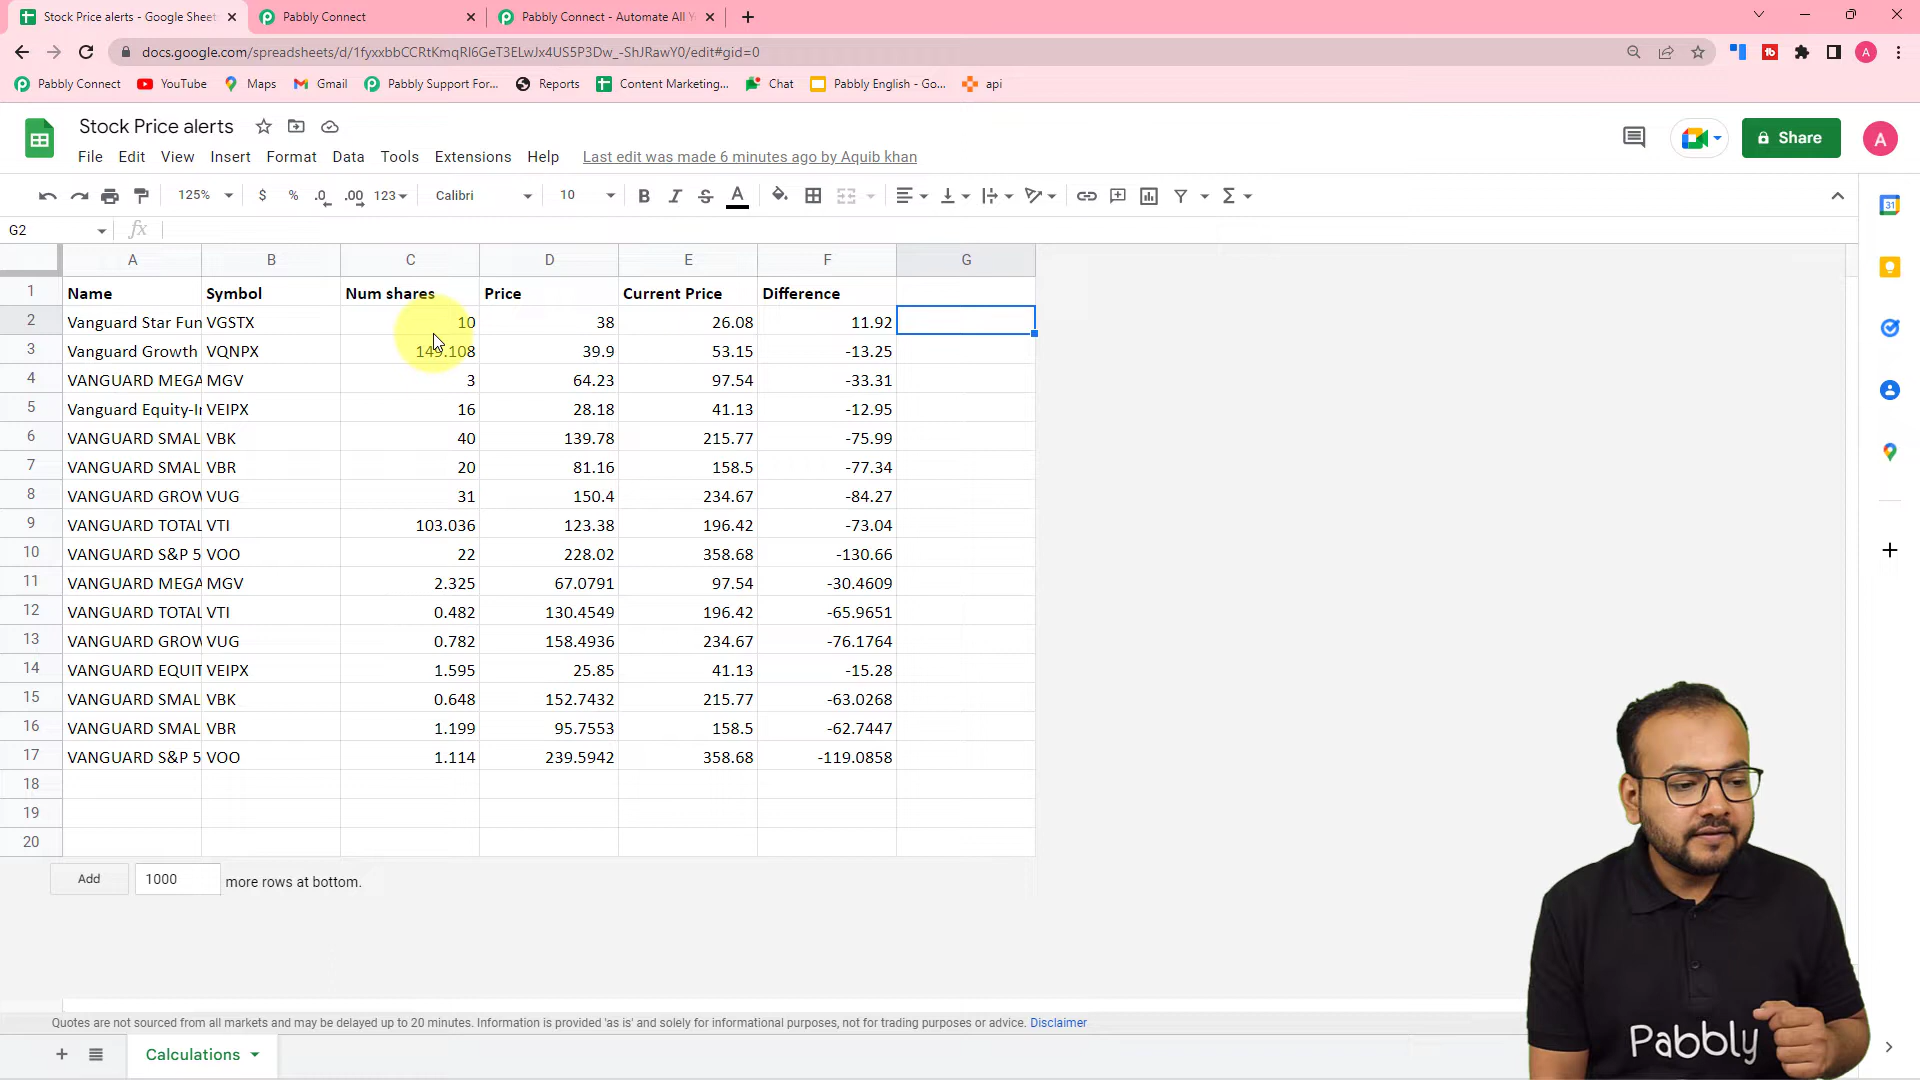 Stock Price alerts - Google Sheet
Pabbly Connect
Pabbly Connect - Automate All Y
docs.google.com/spreadsheets/d/1fyxxbbCCRtKmqRl6GeT3ELwJx4US5P3Dw_-ShJRawY0/edit#gid=0
Pabbly Connect
YouTube
Maps
Gmail
Pabbly Support For...
Reports
Content Marketing...
Chat
Pabbly English - Go...
api
Stock Price alerts
File Edit View Insert Format Data Tools Extensions Help Last edit was made 6 minutes ago by Aquib khan
Share
A
125% $ % .0 .00 123 Calibri 10 B I S A
G2
A B C D E F G
1 Name Symbol Num shares Price Current Price Difference
2 Vanguard Star Fun VGSTX 10 38 26.08 11.92
3 Vanguard Growth VQNPX 149.108 39.9 53.15 -13.25
4 VANGUARD MEGA MGV 3 64.23 97.54 -33.31
5 Vanguard Equity-I VEIPX 16 28.18 41.13 -12.95
6 VANGUARD SMAL VBK 40 139.78 215.77 -75.99
7 VANGUARD SMAL VBR 20 81.16 158.5 -77.34
8 VANGUARD GROW VUG 31 150.4 234.67 -84.27
9 VANGUARD TOTAL VTI 103.036 123.38 196.42 -73.04
10 VANGUARD S&P 5 VOO 22 228.02 358.68 -130.66
11 VANGUARD MEGA MGV 2.325 67.0791 97.54 -30.4609
12 VANGUARD TOTAL VTI 0.482 130.4549 196.42 -65.9651
13 VANGUARD GROW VUG 0.782 158.4936 234.67 -76.1764
14 VANGUARD EQUIT VEIPX 1.595 25.85 41.13 -15.28
15 VANGUARD SMAL VBK 0.648 152.7432 215.77 -63.0268
16 VANGUARD SMAL VBR 1.199 95.7553 158.5 -62.7447
17 VANGUARD S&P 5 VOO 1.114 239.5942 358.68 -119.0858
18
19
20
Add 1000 more rows at bottom.
Quotes are not sourced from all markets and may be delayed up to 20 minutes. Information is provided 'as is' and solely for informational purposes, not for trading purposes or advice. Disclaimer
Calculations
Pabbly